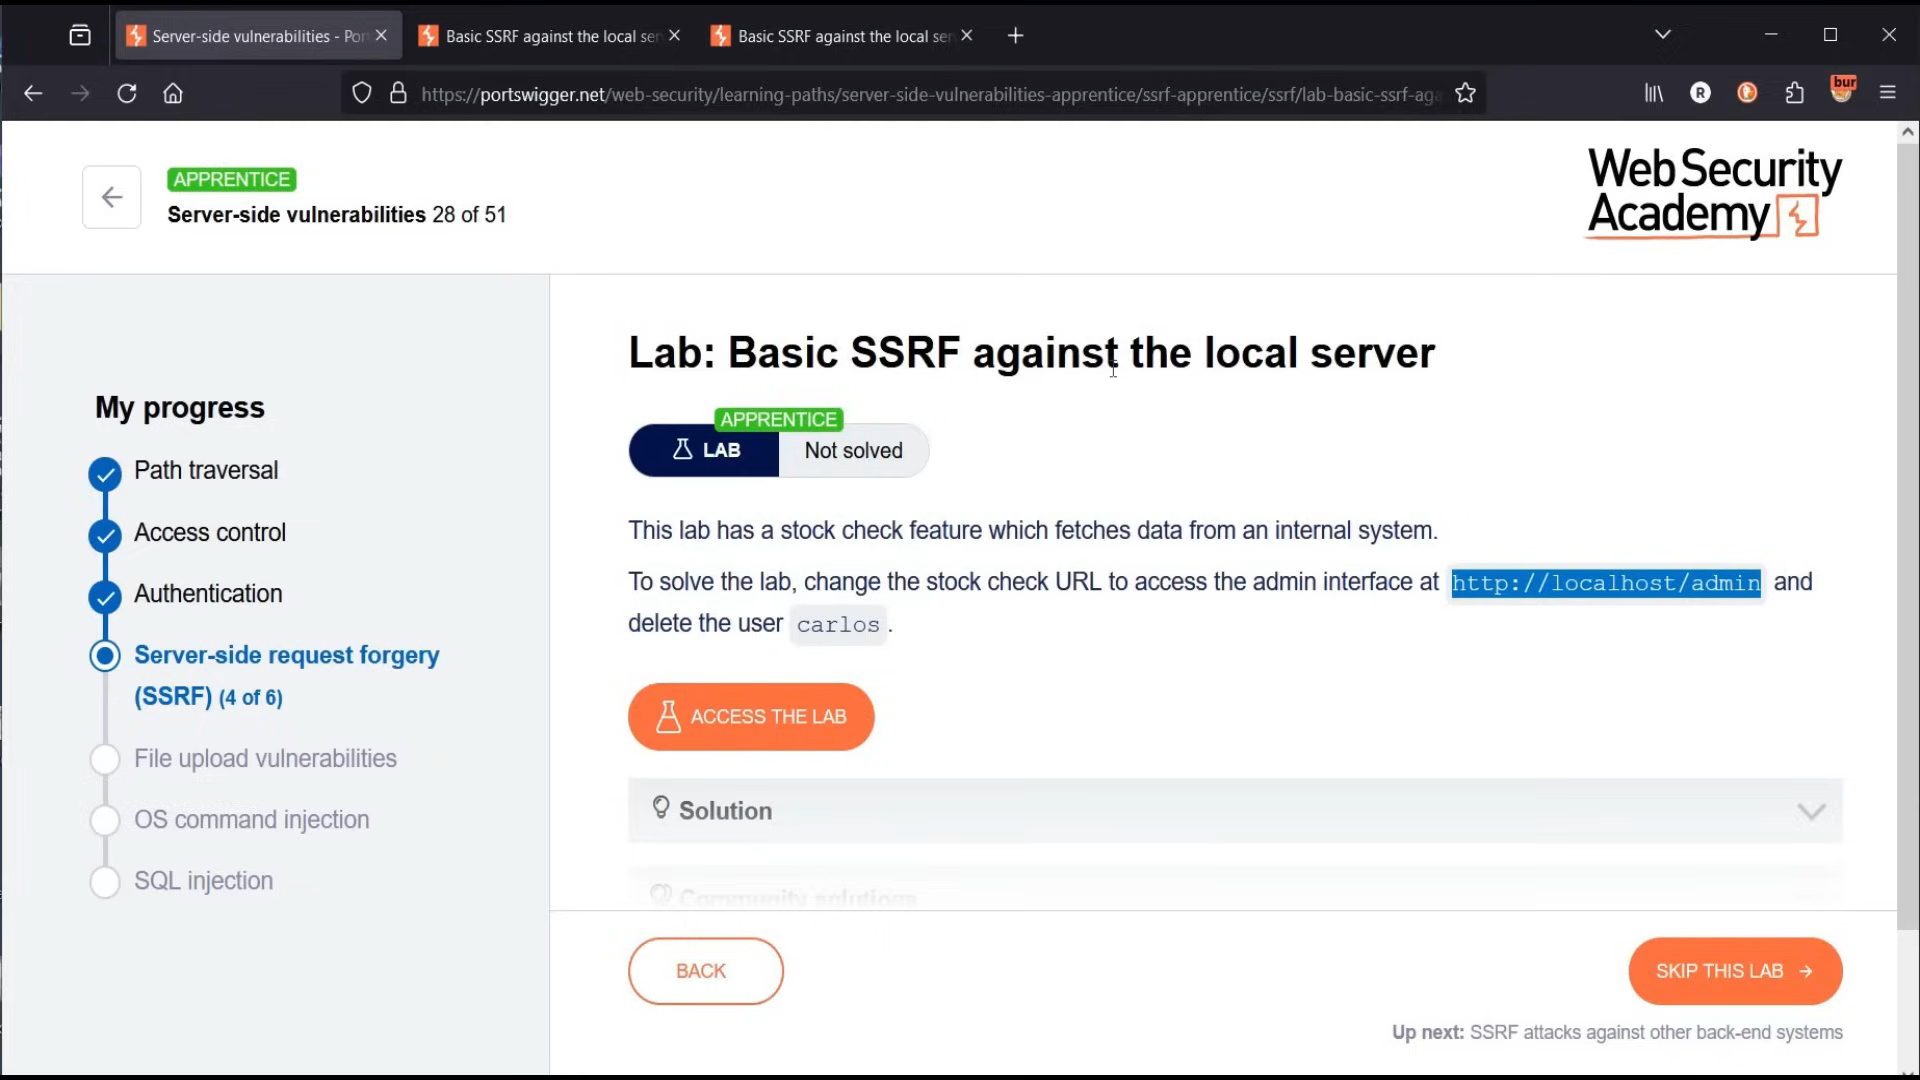 Server-side vulnerabilities - Por
Basic SSRF against the local ser
Basic SSRF against the local ser
https://portswigger.net/web-security/learning-paths/server-side-vulnerabilities-apprentice/ssrf-apprentice/ssrf/lab-basic-ssrf-aga
R
bur
APPRENTICE
Server-side vulnerabilities 28 of 51
Web Security
Academy
My progress
Path traversal
Access control
Authentication
Server-side request forgery
(SSRF) (4 of 6)
File upload vulnerabilities
OS command injection
SQL injection
Lab: Basic SSRF against the local server
APPRENTICE
LAB
Not solved
This lab has a stock check feature which fetches data from an internal system.
To solve the lab, change the stock check URL to access the admin interface at http://localhost/admin and
delete the user carlos .
ACCESS THE LAB
Solution
Community solutions
BACK
SKIP THIS LAB
Up next: SSRF attacks against other back-end systems